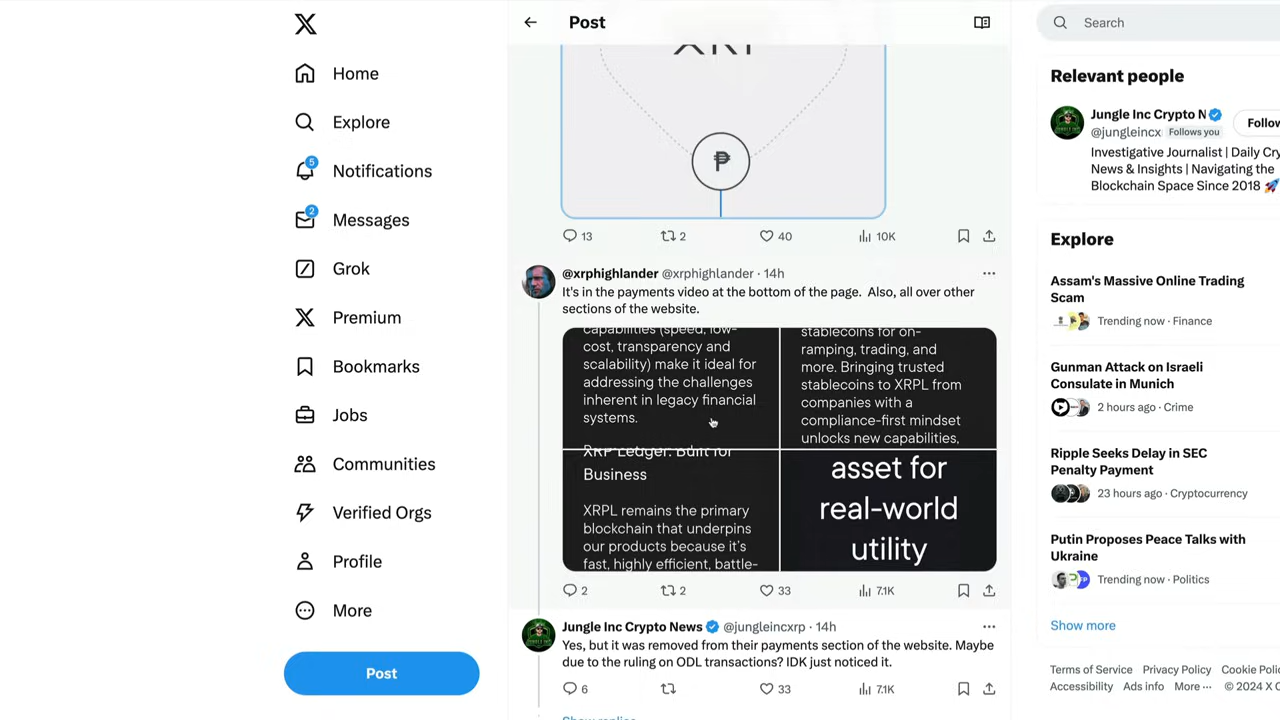 Home
Explore
5
Notifications
2
Messages
Grok
Premium
Bookmarks
Jobs
Communities
Verified Orgs
Profile
More
Post
Post
XRP
₱
13 2 40 10K
@xrphighlander @xrphighlander · 14h
It's in the payments video at the bottom of the page. Also, all over other
sections of the website.
capabilities (speed, low-
cost, transparency and
scalability) make it ideal for
addressing the challenges
inherent in legacy financial
systems.
stablecoins for on-
ramping, trading, and
more. Bringing trusted
stablecoins to XRPL from
companies with a
compliance-first mindset
unlocks new capabilities,
XRP Ledger: Built for
Business
XRPL remains the primary
blockchain that underpins
our products because it's
fast, highly efficient, battle-
asset for
real-world
utility
2 2 33 7.1K
Jungle Inc Crypto News @jungleincxrp · 14h
Yes, but it was removed from their payments section of the website. Maybe
due to the ruling on ODL transactions? IDK just noticed it.
6 33 7.1K
Show replies
Search
Relevant people
Jungle Inc Crypto N
@jungleincx Follows you
Follow
Investigative Journalist | Daily Cry
News & Insights | Navigating the
Blockchain Space Since 2018 🚀
Explore
Assam's Massive Online Trading
Scam
Trending now · Finance
Gunman Attack on Israeli
Consulate in Munich
2 hours ago · Crime
Ripple Seeks Delay in SEC
Penalty Payment
23 hours ago · Cryptocurrency
Putin Proposes Peace Talks with
Ukraine
Trending now · Politics
Show more
Terms of Service Privacy Policy Cookie Poli
Accessibility Ads info More ··· © 2024 X C